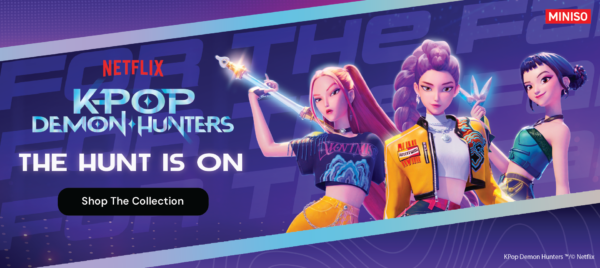 MINISO
FOR The Fa
NETFLIX
KPOP
DEMON HUNTERS
THE HUNT IS ON
Shop The Collection
KPop Demon Hunters ™/© Netflix